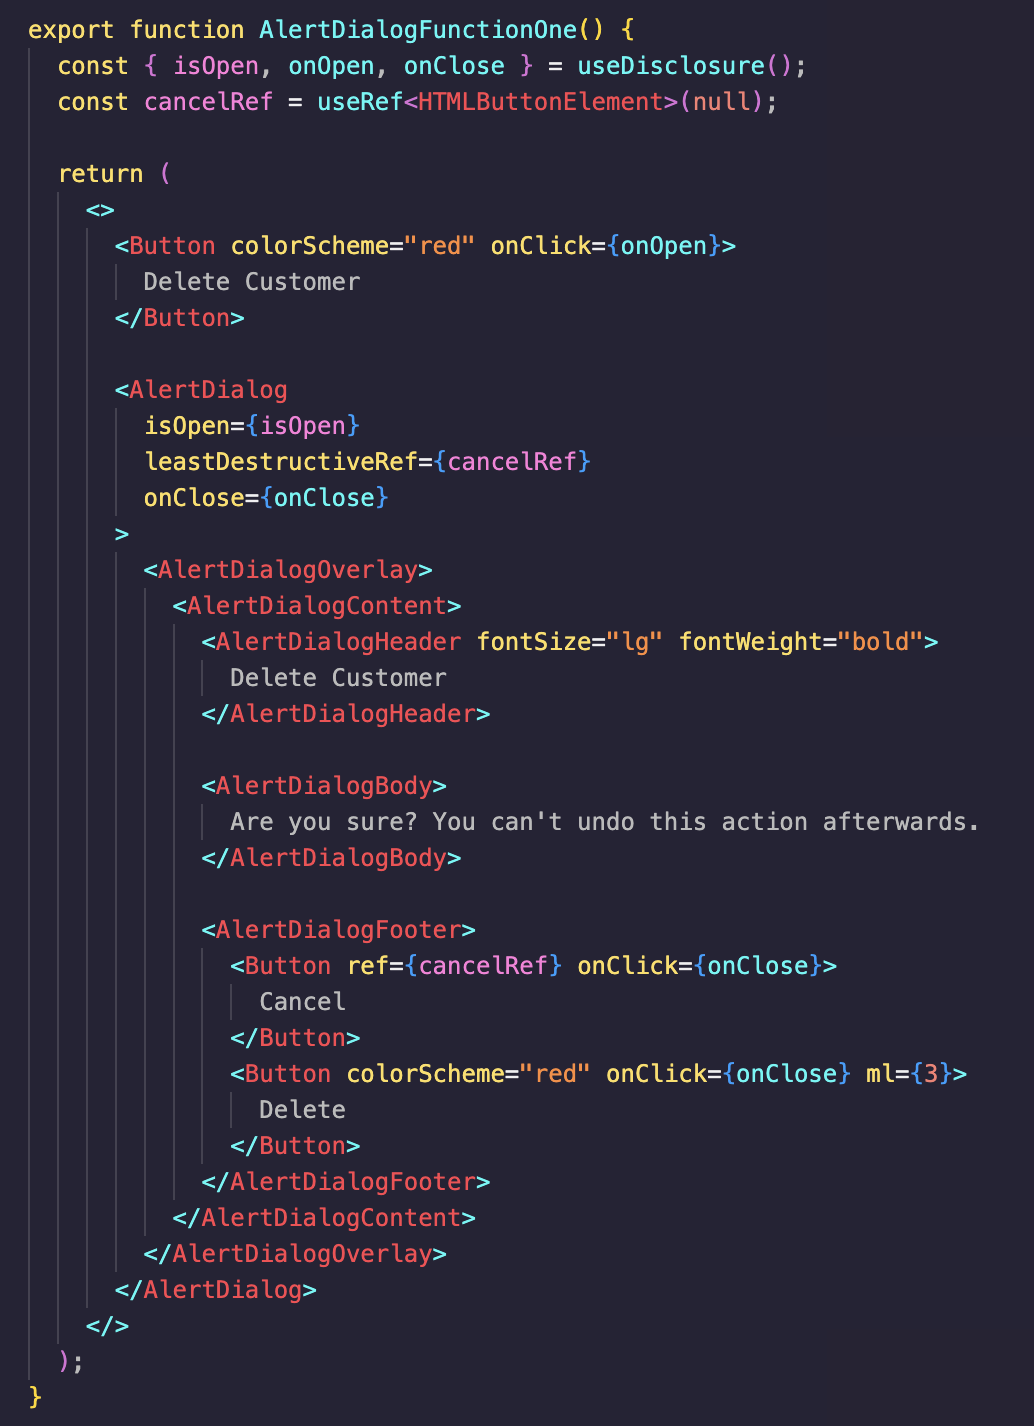 export function AlertDialogFunctionOne() {
  const { isOpen, onOpen, onClose } = useDisclosure();
  const cancelRef = useRef<HTMLButtonElement>(null);

  return (
    <>
      <Button colorScheme="red" onClick={onOpen}>
        Delete Customer
      </Button>

      <AlertDialog
        isOpen={isOpen}
        leastDestructiveRef={cancelRef}
        onClose={onClose}
      >
        <AlertDialogOverlay>
          <AlertDialogContent>
            <AlertDialogHeader fontSize="lg" fontWeight="bold">
              Delete Customer
            </AlertDialogHeader>

            <AlertDialogBody>
              Are you sure? You can't undo this action afterwards.
            </AlertDialogBody>

            <AlertDialogFooter>
              <Button ref={cancelRef} onClick={onClose}>
                Cancel
              </Button>
              <Button colorScheme="red" onClick={onClose} ml={3}>
                Delete
              </Button>
            </AlertDialogFooter>
          </AlertDialogContent>
        </AlertDialogOverlay>
      </AlertDialog>
    </>
  );
}